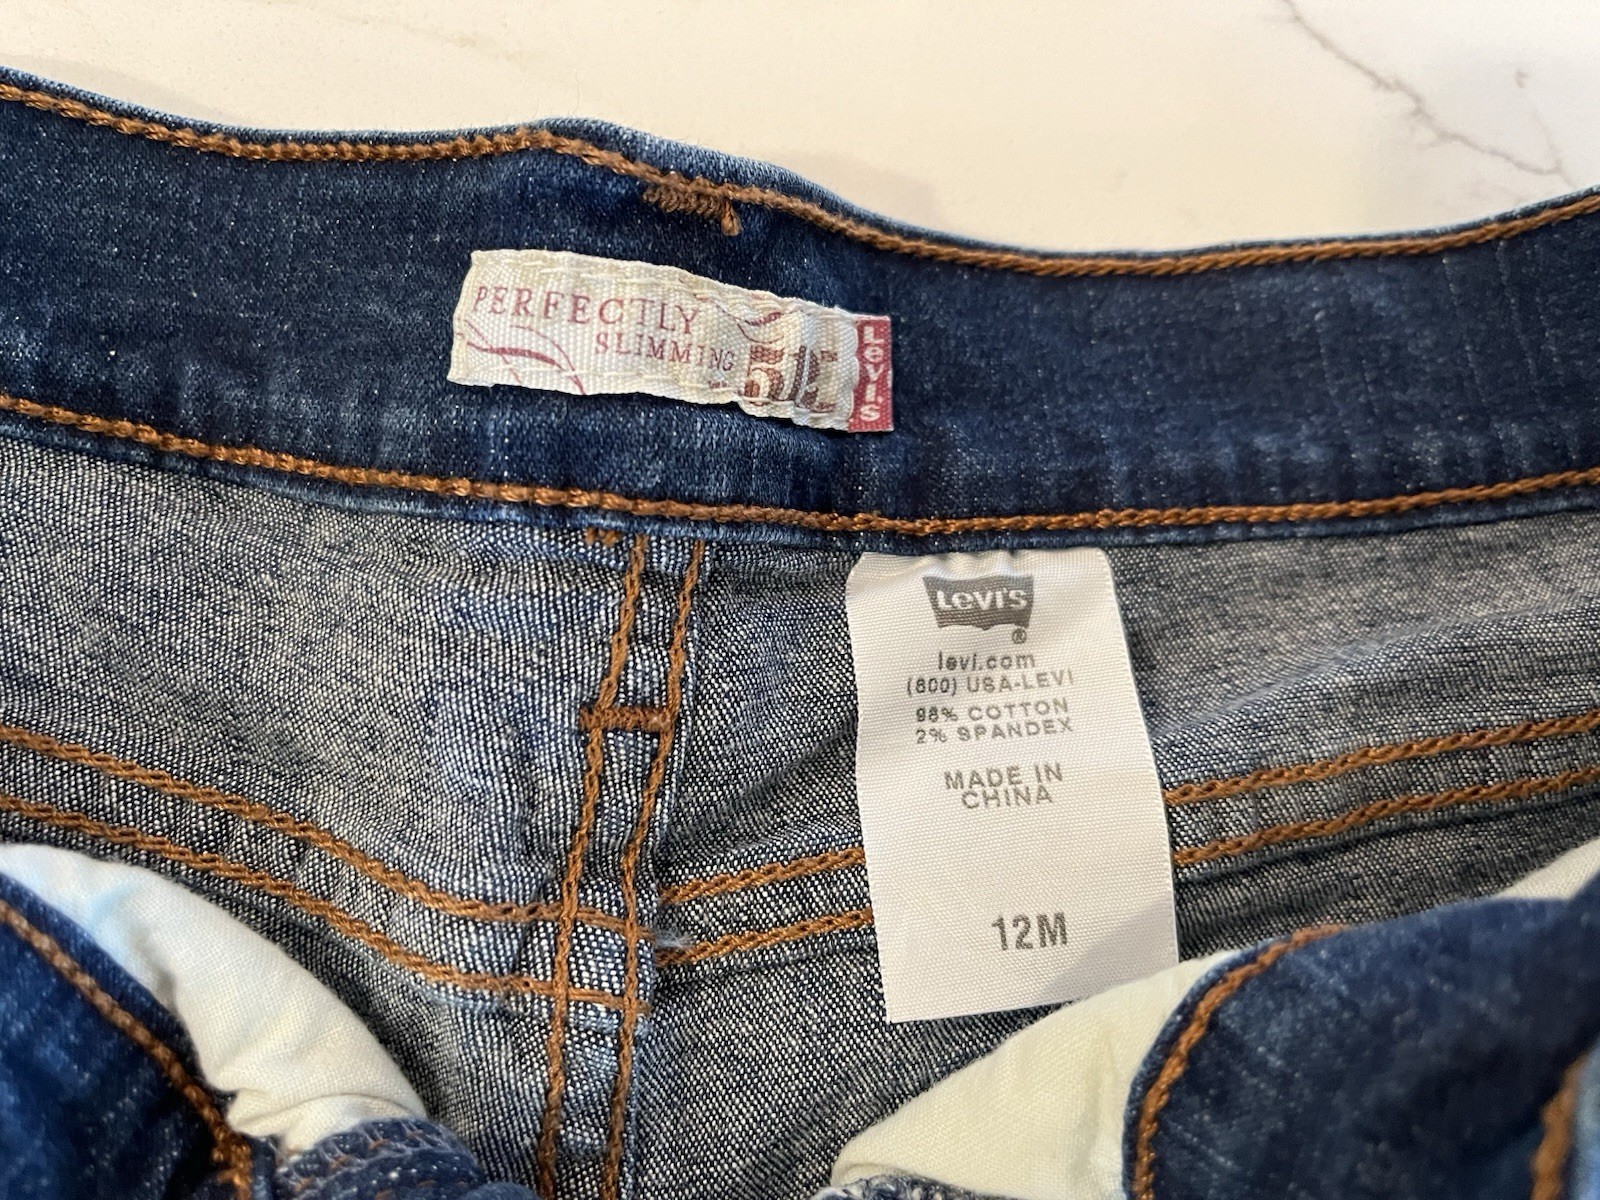 PERFECTLY
SLIMMING
512
Levi's
Levi's
®
levi.com
(800) USA-LEVI
98% COTTON
2% SPANDEX
MADE IN
CHINA
12M